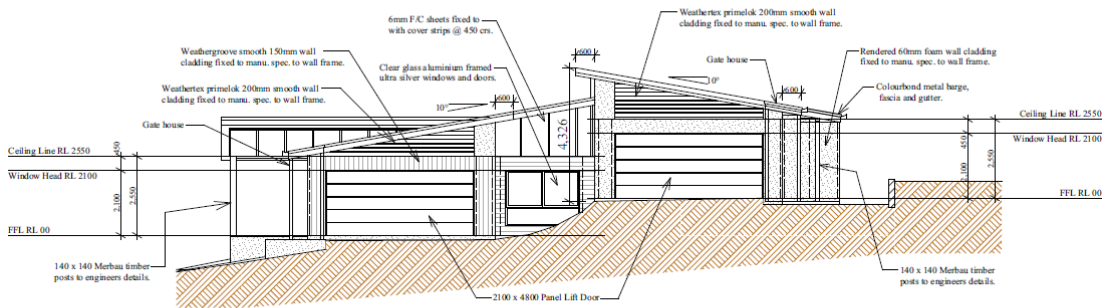 6mm F/C sheets fixed to
with cover strips @ 450 crs.
Weathertex primelok 200mm smooth wall
cladding fixed to manu. spec. to wall frame.
Weathergroove smooth 150mm wall
cladding fixed to manu. spec. to wall frame.
Clear glass aluminium framed
ultra silver windows and doors.
Weathertex primelok 200mm smooth wall
cladding fixed to manu. spec. to wall frame.
Gate house
Gate house
Rendered 60mm foam wall cladding
fixed to manu. spec. to wall frame.
Colourbond metal barge,
fascia and gutter.
600
600
600
10°
10°
4,326
Ceiling Line RL 2550
Window Head RL 2100
FFL RL 00
450
2,100
2,550
Ceiling Line RL 2550
Window Head RL 2100
FFL RL 00
450
2,100
2,550
140 x 140 Merbau timber
posts to engineers details.
2100 x 4800 Panel Lift Door
140 x 140 Merbau timber
posts to engineers details.